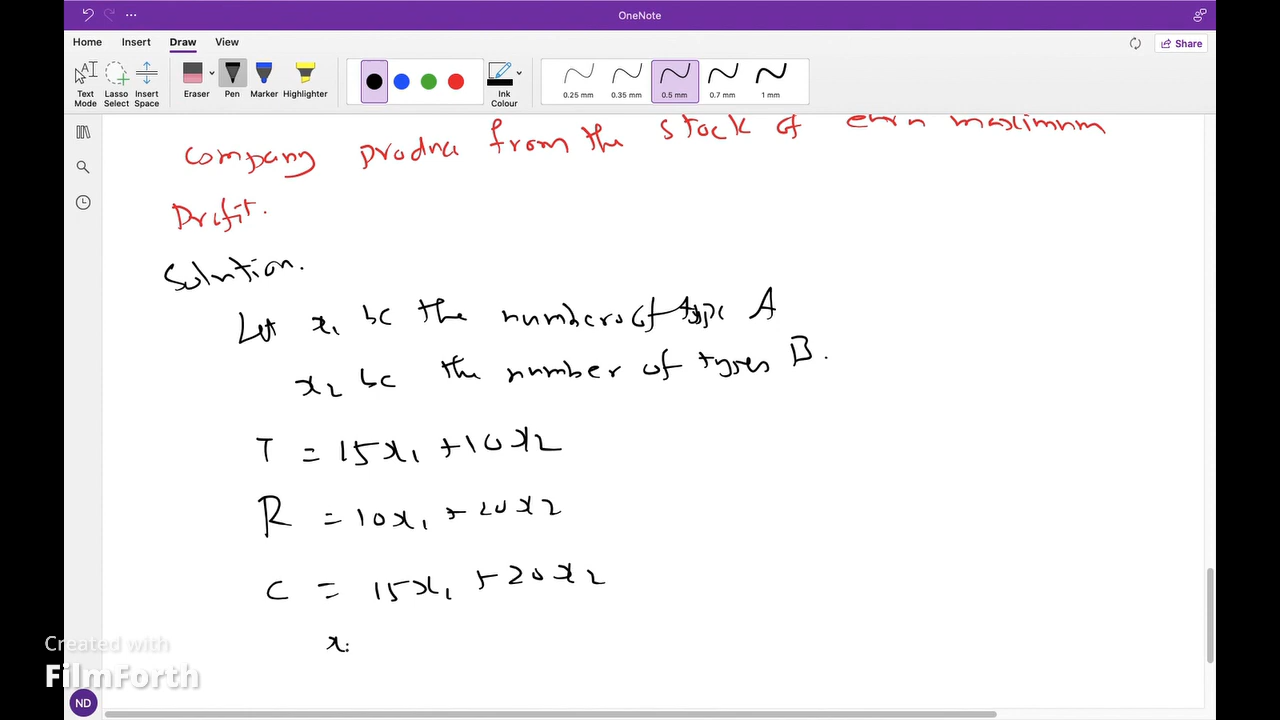 OneNote
Home Insert Draw View
Share
Text Mode Lasso Select Insert Space Eraser Pen Marker Highlighter Ink Colour 0.25 mm 0.35 mm 0.5 mm 0.7 mm 1 mm
company produce from the stock of earn maximum
Profit.
Solution.
Let x₁ be the numbers of type A
x₂ be the number of types B.
T = 15x₁ + 10x₂
R = 10x₁ + 20x₂
C = 15x₁ + 20x₂
x
Created with
FilmForth
ND